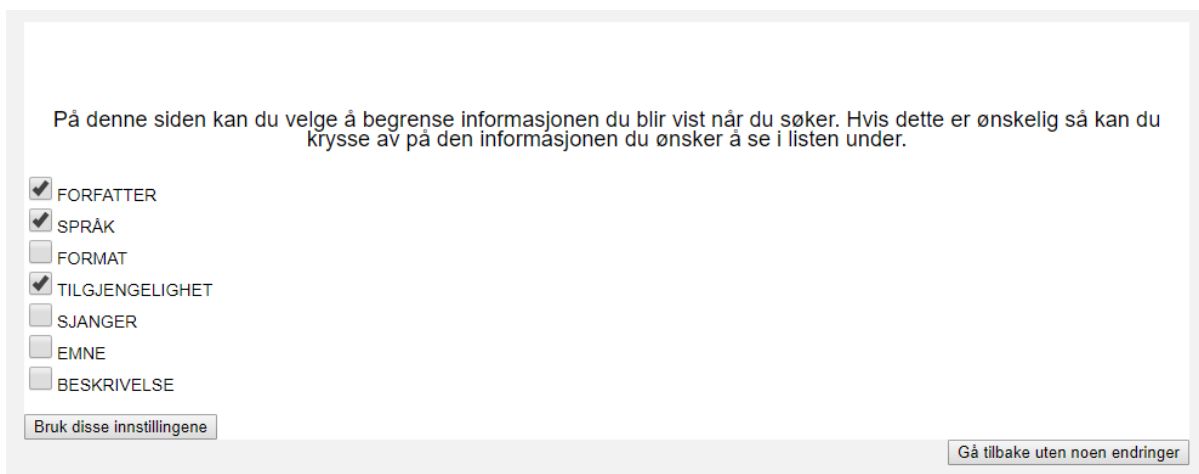 På denne siden kan du velge å begrense informasjonen du blir vist når du søker. Hvis dette er ønskelig så kan du
krysse av på den informasjonen du ønsker å se i listen under.
FORFATTER
SPRÅK
FORMAT
TILGJENGELIGHET
SJANGER
EMNE
BESKRIVELSE
Bruk disse innstillingene
Gå tilbake uten noen endringer